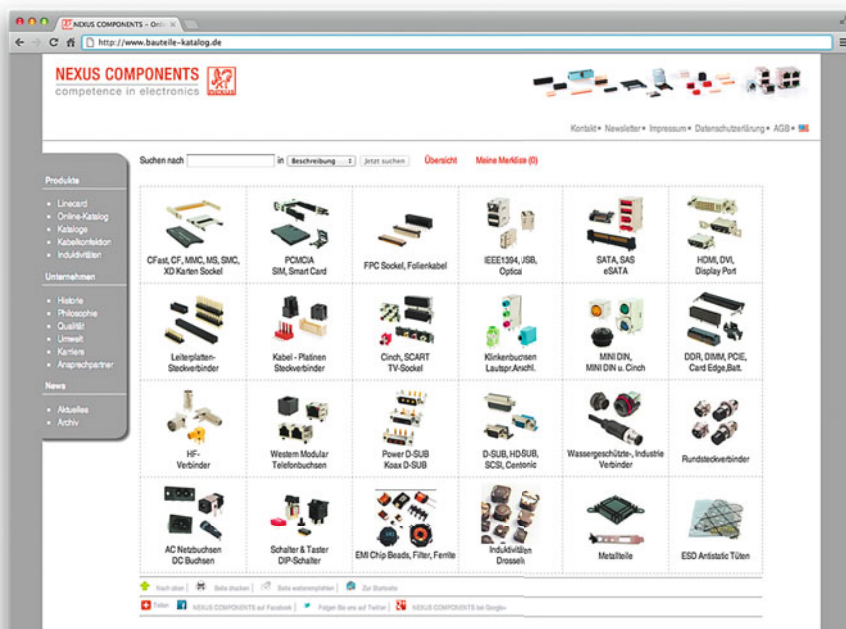 NEXUS COMPONENTS – Onlin
http://www.bauteile-katalog.de
NEXUS COMPONENTS
competence in electronics
Kontakt Newsletter Impressum Datenschutzerlärung AGB
Suchen nach in Beschreibung Jetzt suchen Übersicht Meine Merkliste (0)
Produkte
Linecard
Online-Katalog
Kataloge
Kabelkonfektion
Induktivitäten
Unternehmen
Historie
Philosophie
Qualität
Umwelt
Karriere
Ansprechpartner
News
Aktuelles
Archiv
CFast, CF, MMC, MS, SMC,
XD Karten Sockel
PCMCIA
SIM, Smart Card
FPC Sockel, Folienkabel
IEEE1394, USB,
Optical
SATA, SAS
eSATA
HDMI, DVI,
Display Port
Leiterplatten-
Steckverbinder
Kabel - Platinen
Steckverbinder
Cinch, SCART
TV-Sockel
Klinkenbuchsen
Lautspr.Anschl.
MINI DIN,
MINI DIN u. Cinch
DDR, DIMM, PCIE,
Card Edge,Batt.
HF-
Verbinder
Western Modular
Telefonbuchsen
Power D-SUB
Koax D-SUB
D-SUB, HD-SUB,
SCSI, Centonic
Wassergeschützte-, Industrie
Verbinder
Rundsteckverbinder
AC Netzbuchsen
DC Buchsen
Schalter & Taster
DIP-Schalter
EMI Chip Beads, Filter, Ferrite
Induktivitäten
Drosseln
Metallteile
ESD Antistatic Tüten
Nach oben | Seite drucken | Seite weiterempfehlen | Zur Startseite
Teilen | NEXUS COMPONENTS auf Facebook | Folgen Sie uns auf Twitter | NEXUS COMPONENTS bei Google+